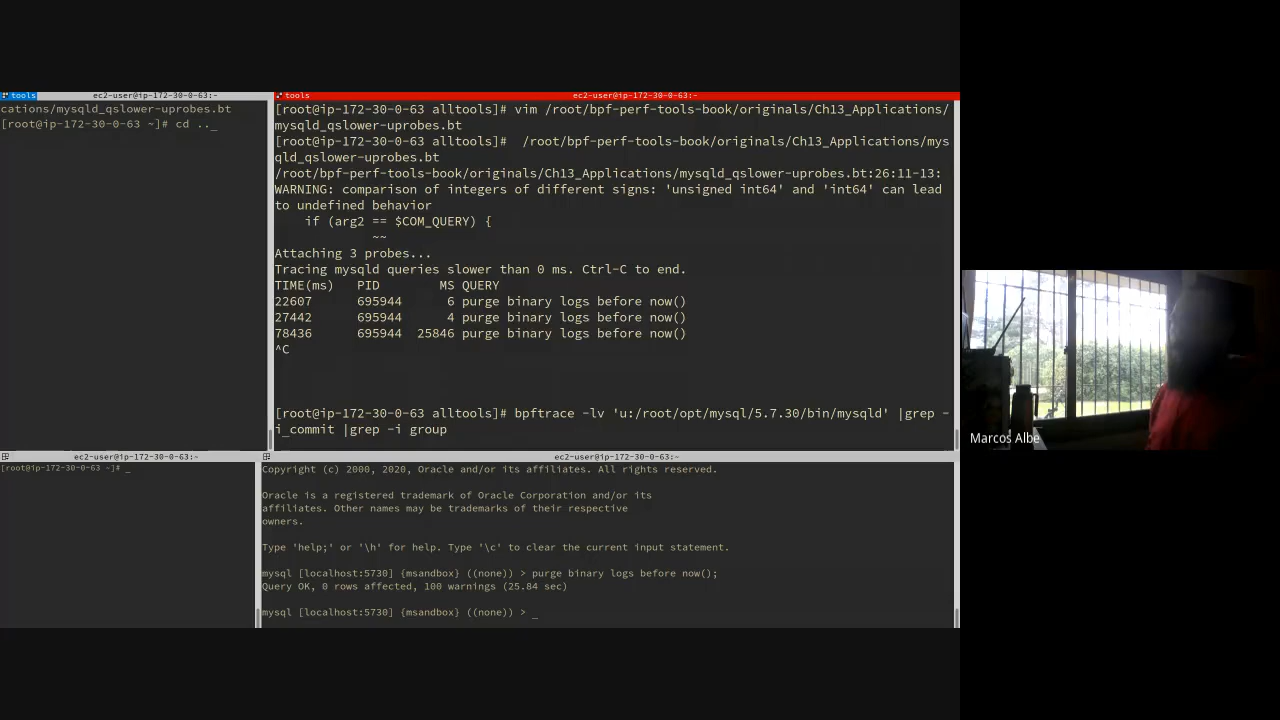 tools
ec2-user@ip-172-30-0-63:~
cations/mysqld_qslower-uprobes.bt
[root@ip-172-30-0-63 ~]# cd .._
tools
ec2-user@ip-172-30-0-63:~
[root@ip-172-30-0-63 alltools]# vim /root/bpf-perf-tools-book/originals/Ch13_Applications/
mysqld_qslower-uprobes.bt
[root@ip-172-30-0-63 alltools]#  /root/bpf-perf-tools-book/originals/Ch13_Applications/mys
qld_qslower-uprobes.bt
/root/bpf-perf-tools-book/originals/Ch13_Applications/mysqld_qslower-uprobes.bt:26:11-13:
WARNING: comparison of integers of different signs: 'unsigned int64' and 'int64' can lead
to undefined behavior
if (arg2 == $COM_QUERY) {
~~
Attaching 3 probes...
Tracing mysqld queries slower than 0 ms. Ctrl-C to end.
TIME(ms) PID MS QUERY
22607 695944 6 purge binary logs before now()
27442 695944 4 purge binary logs before now()
78436 695944 25846 purge binary logs before now()
^C
[root@ip-172-30-0-63 alltools]# bpftrace -lv 'u:/root/opt/mysql/5.7.30/bin/mysqld' |grep -
i_commit |grep -i group
ec2-user@ip-172-30-0-63:~
[root@ip-172-30-0-63 ~]# _
ec2-user@ip-172-30-0-63:~
Copyright (c) 2000, 2020, Oracle and/or its affiliates. All rights reserved.
Oracle is a registered trademark of Oracle Corporation and/or its
affiliates. Other names may be trademarks of their respective
owners.
Type 'help;' or '\h' for help. Type '\c' to clear the current input statement.
mysql [localhost:5730] {msandbox} ((none)) > purge binary logs before now();
Query OK, 0 rows affected, 100 warnings (25.84 sec)
mysql [localhost:5730] {msandbox} ((none)) > _
Marcos Albe